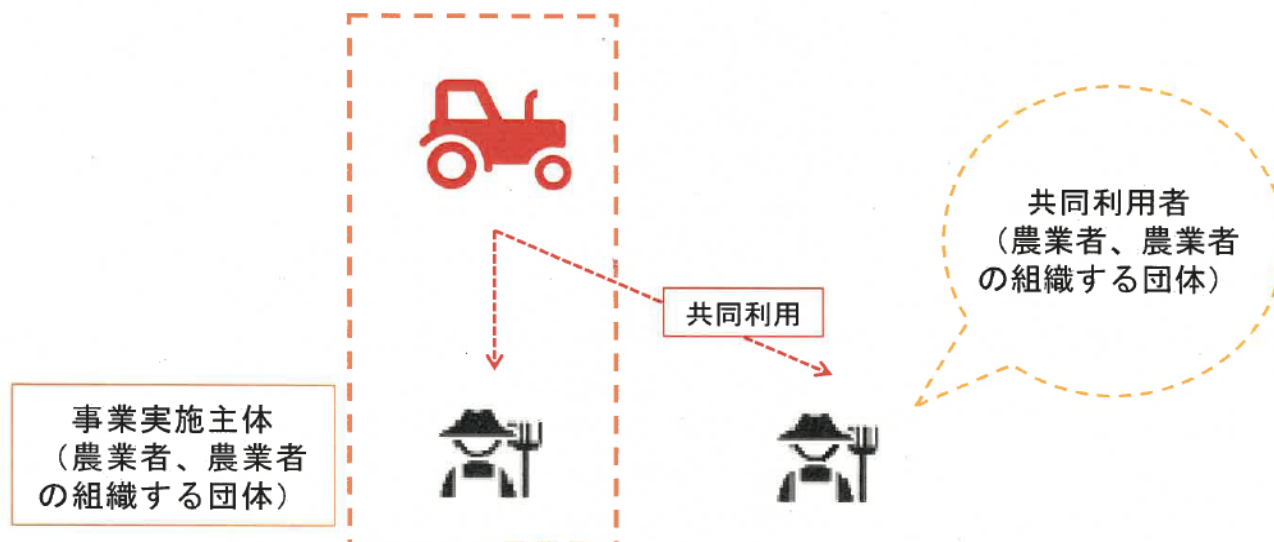 共同利用者
（農業者、農業者
の組織する団体）
共同利用
事業実施主体
（農業者、農業者
の組織する団体）